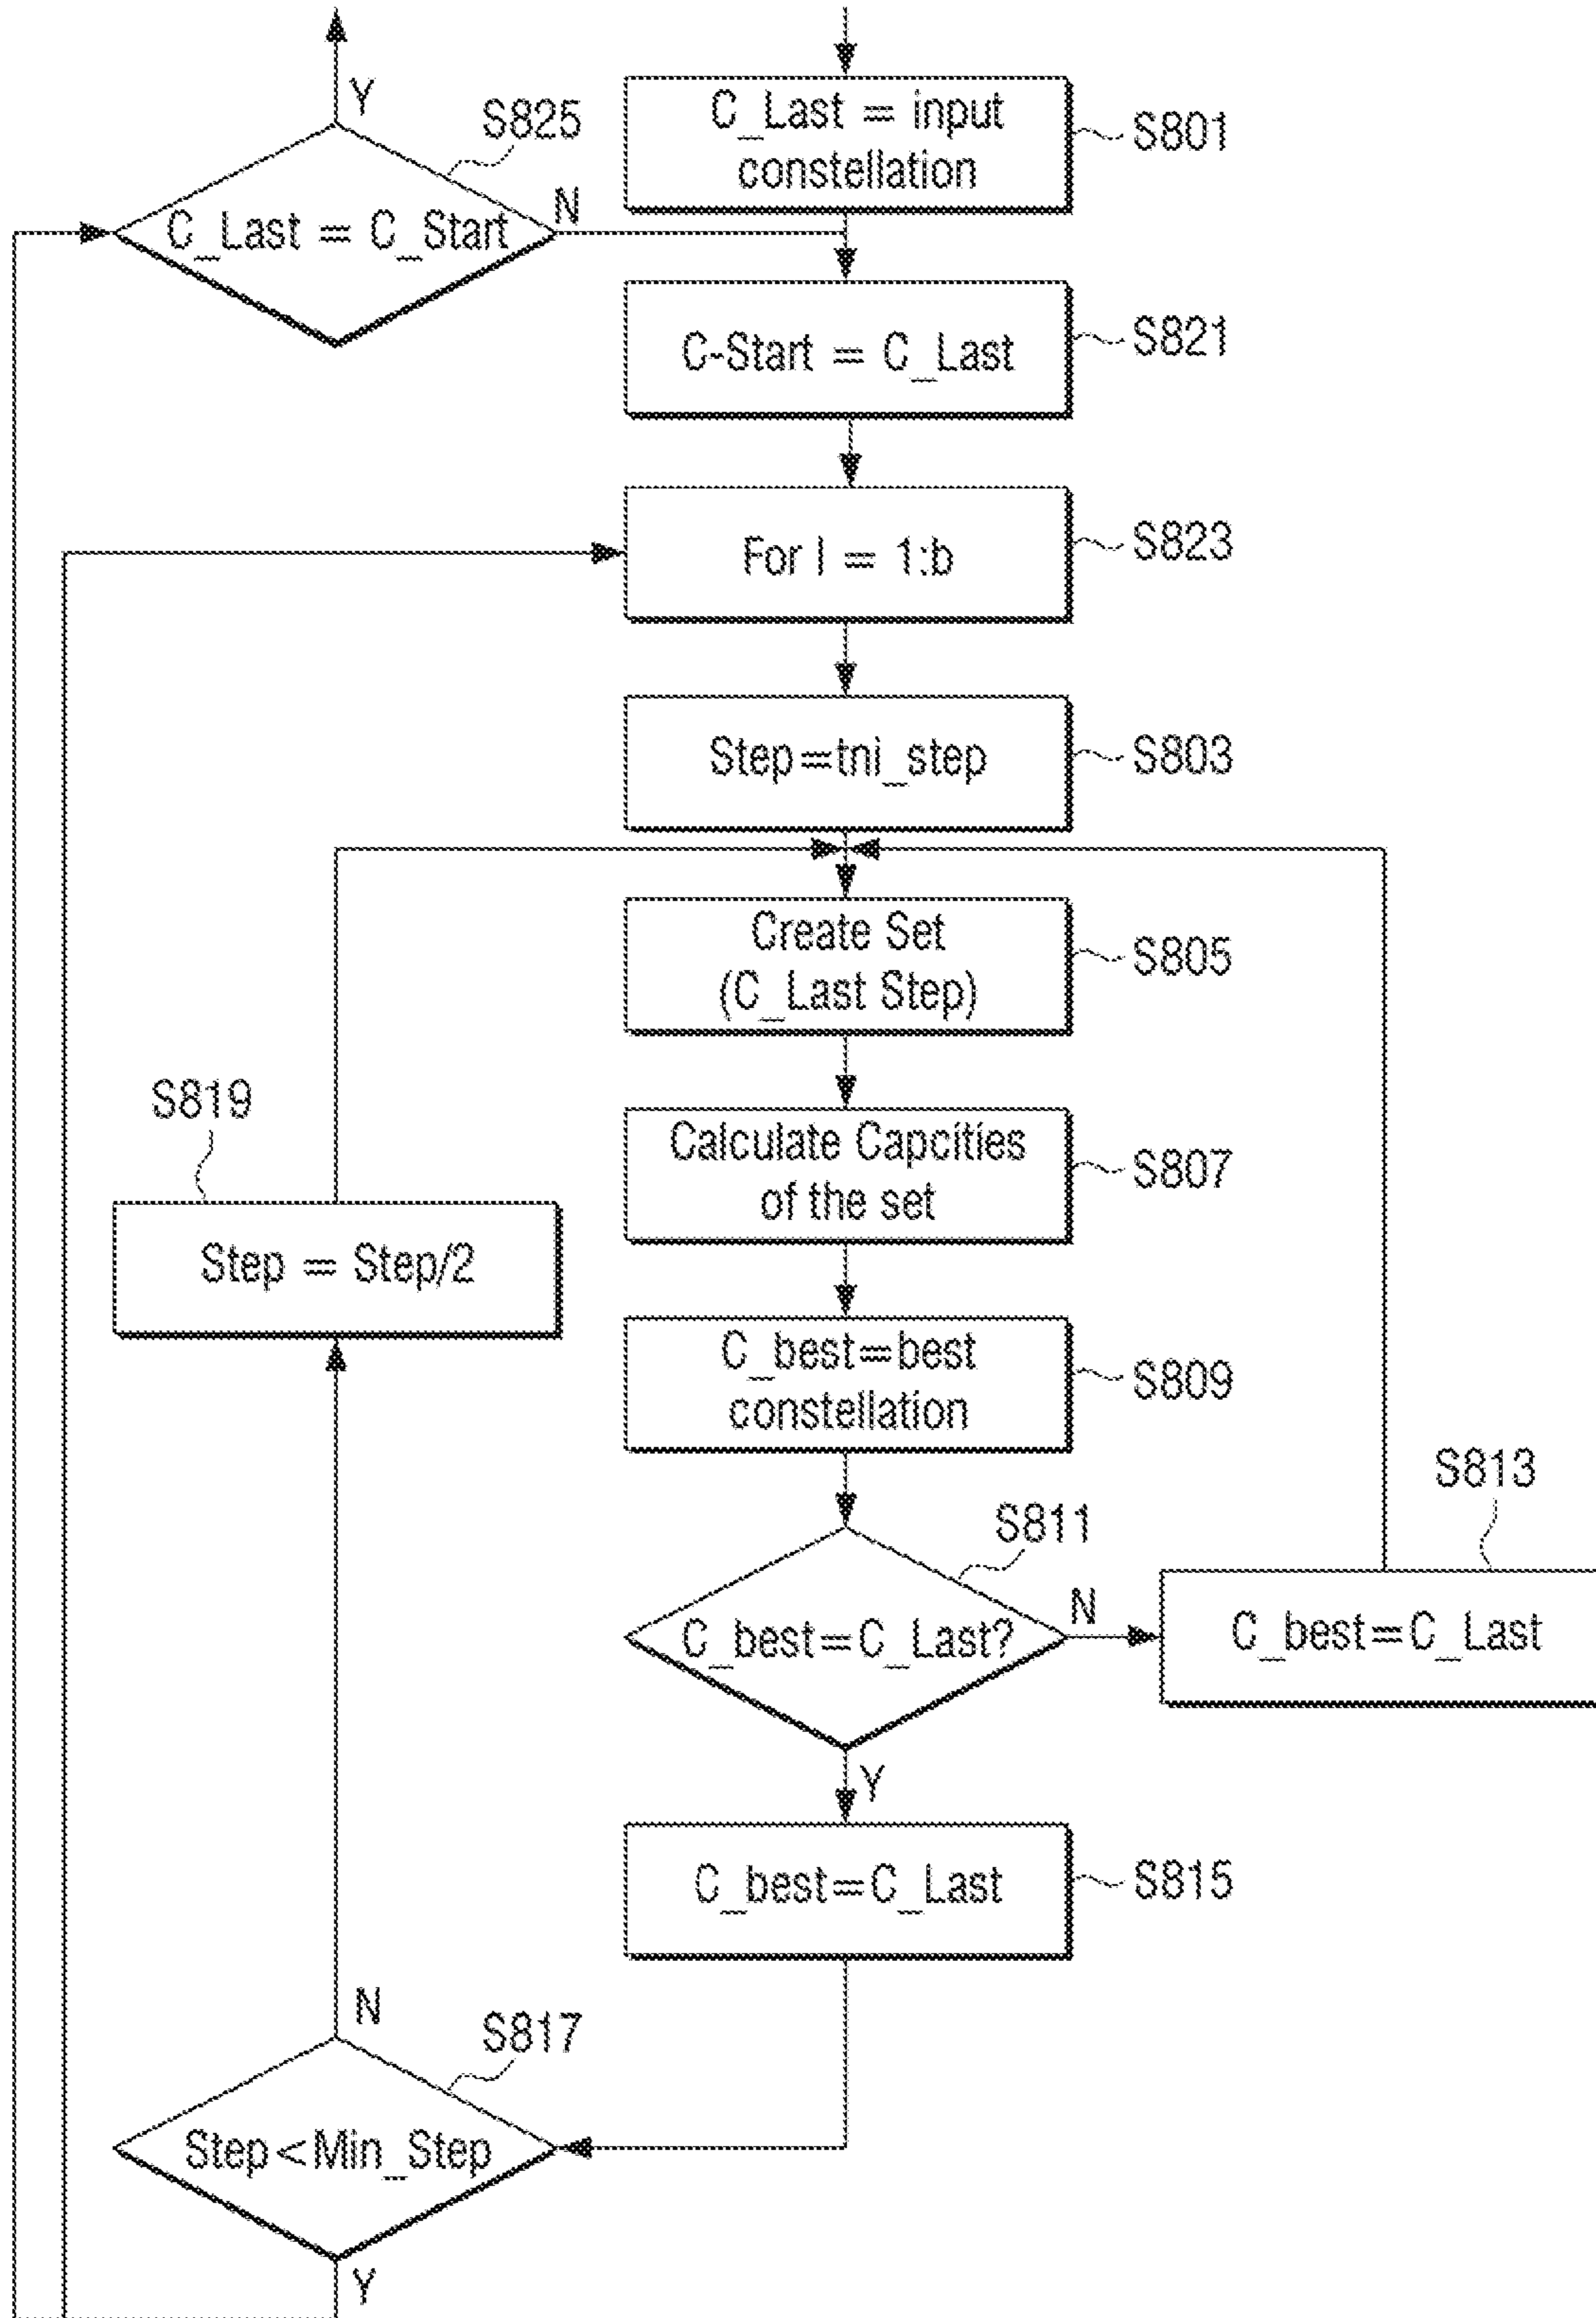 Y
S825
C_Last = C_Start
N
C_Last = input
constellation
S801
C-Start = C_Last
S821
For I = 1:b
S823
Step=tni_step
S803
Create Set
(C_Last Step)
S805
S819
Step = Step/2
Calculate Capcities
of the set
S807
C_best=best
constellation
S809
S811
C_best=C_Last?
N
S813
C_best=C_Last
Y
C_best=C_Last
S815
N
S817
Step<Min_Step
Y